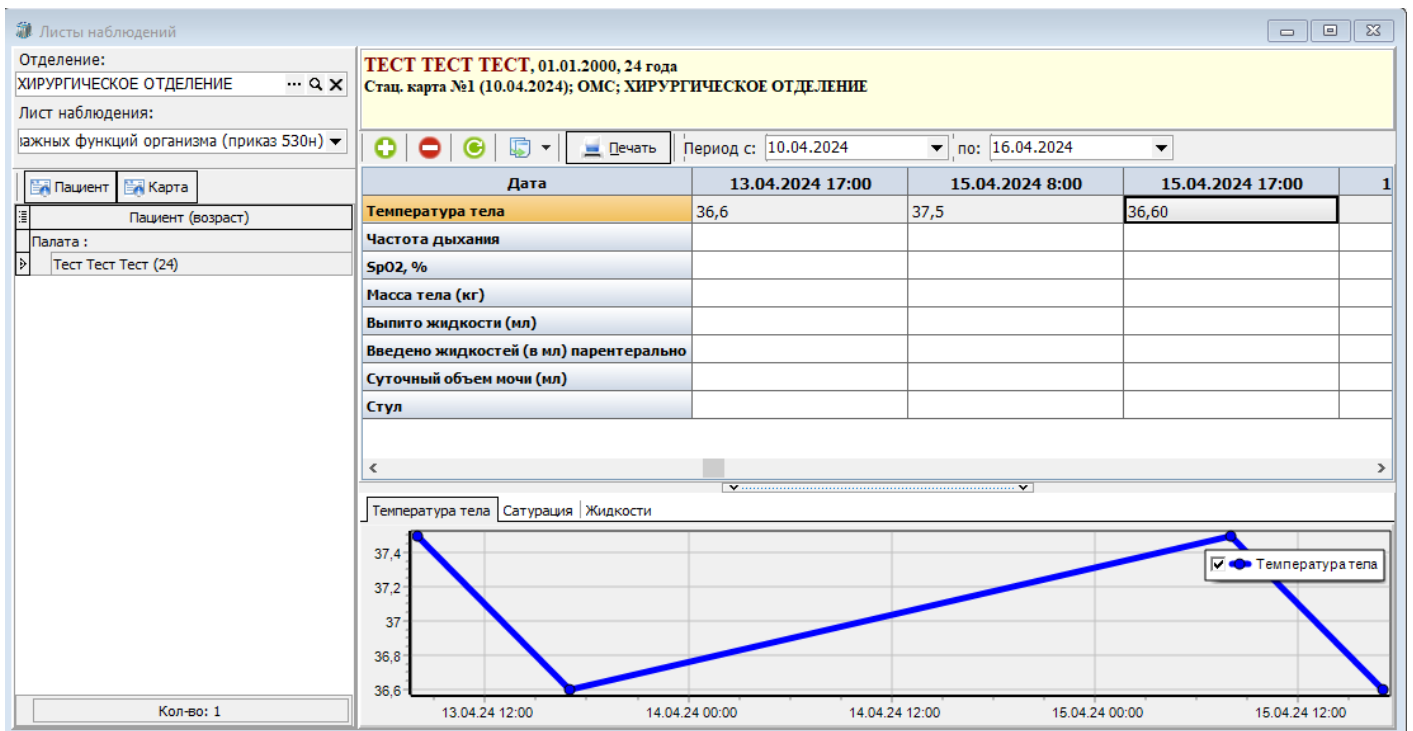 Листы наблюдений
Отделение:
ХИРУРГИЧЕСКОЕ ОТДЕЛЕНИЕ
Лист наблюдения:
важных функций организма (приказ 530н)
Пациент Карта
Пациент (возраст)
Палата :
Тест Тест Тест (24)
Кол-во: 1
ТЕСТ ТЕСТ ТЕСТ, 01.01.2000, 24 года
Стац. карта №1 (10.04.2024); ОМС; ХИРУРГИЧЕСКОЕ ОТДЕЛЕНИЕ
Печать Период с: 10.04.2024 по: 16.04.2024
Дата 13.04.2024 17:00 15.04.2024 8:00 15.04.2024 17:00 1
Температура тела 36,6 37,5 36,60
Частота дыхания
SpO2, %
Масса тела (кг)
Выпито жидкости (мл)
Введено жидкостей (в мл) парентерально
Суточный объем мочи (мл)
Стул
Температура тела Сатурация Жидкости
37,4
Температура тела
37,2
37
36,8
36,6
13.04.24 12:00 14.04.24 00:00 14.04.24 12:00 15.04.24 00:00 15.04.24 12:00